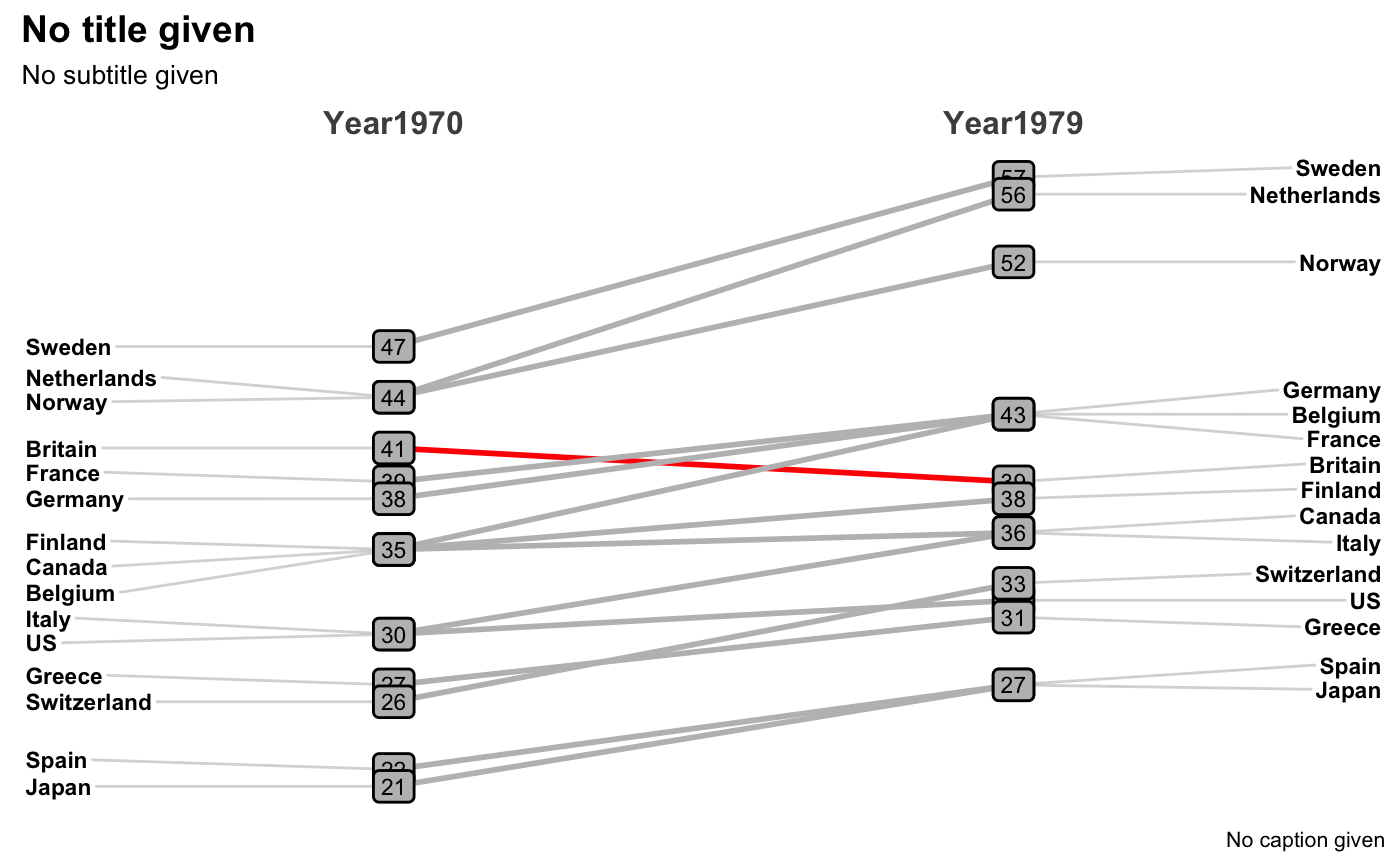 No title given
No subtitle given
Year1970 Year1979
Sweden 47
Netherlands
Norway 44
Britain 41
France 39
Germany 38
Finland
Canada 35
Belgium
Italy
US 30
Greece 27
Switzerland 26
Spain 22
Japan 21
57 Sweden
56 Netherlands
52 Norway
Germany
43 Belgium
France
39 Britain
38 Finland
Canada
36 Italy
33 Switzerland
US
31 Greece
Spain
27 Japan
No caption given